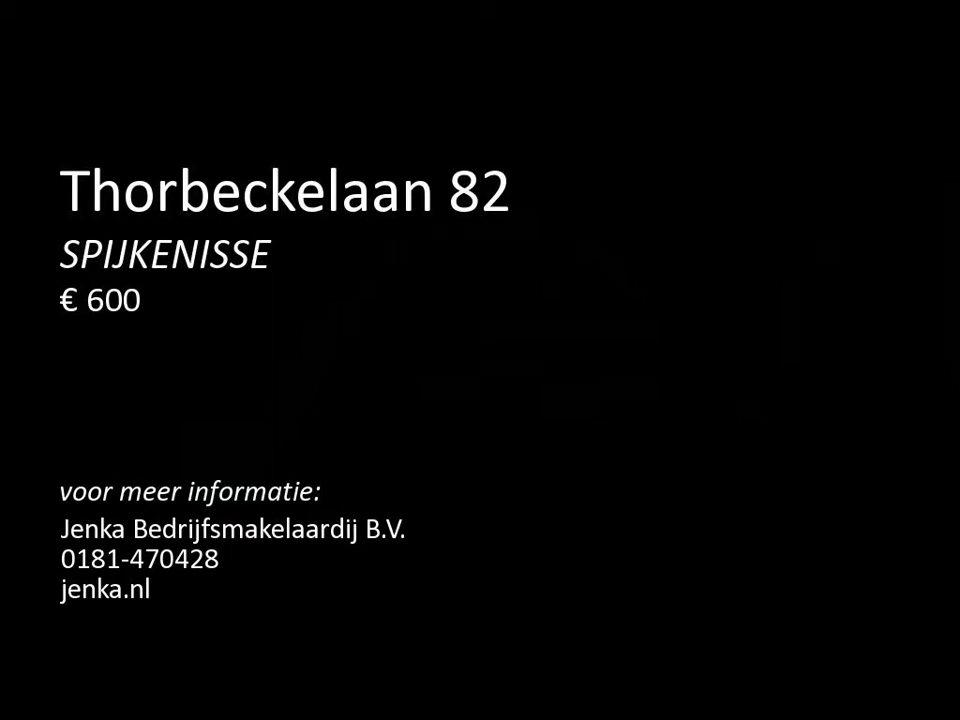 Thorbeckelaan 82
SPIJKENISSE
€ 600
voor meer informatie:
Jenka Bedrijfsmakelaardij B.V.
0181-470428
jenka.nl